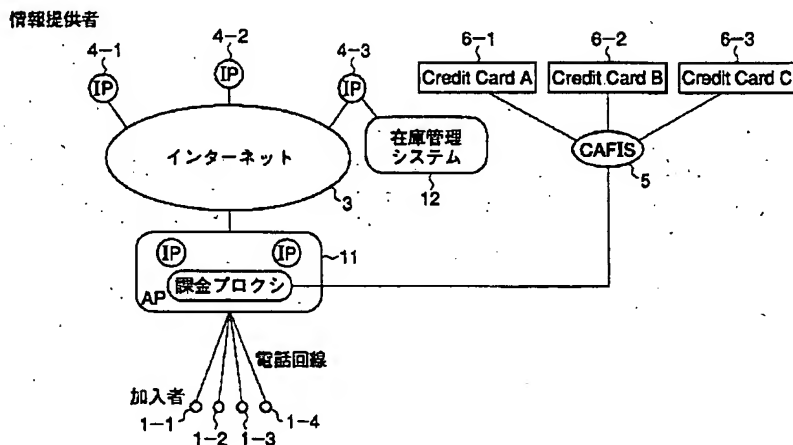 情報提供者
4-1
4-2
4-3
6-1
6-2
6-3
IP
IP
IP
Credit Card A
Credit Card B
Credit Card C
インターネット
在庫管理
システム
CAFIS
3
12
5
IP
IP
11
AP
課金プロクシ
電話回線
加入者
1-1
1-2
1-3
1-4